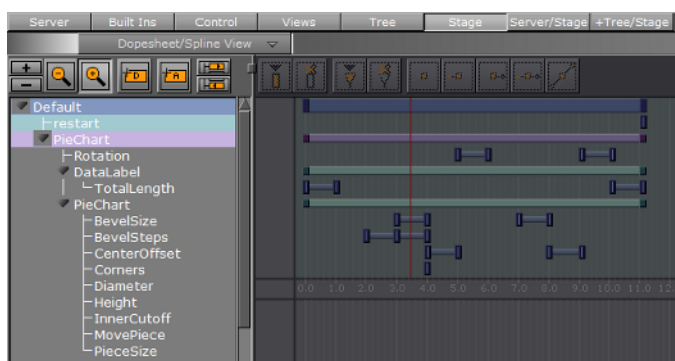 Server Built Ins Control Views Tree Stage Server/Stage +Tree/Stage
Dopesheet/Spline View
D A
Default
restart
PieChart
Rotation
DataLabel
TotalLength
PieChart
BevelSize
BevelSteps
CenterOffset
Corners
Diameter
Height
InnerCutoff
MovePiece
PieceSize
0.0 1.0 2.0 3.0 4.0 5.0 6.0 7.0 8.0 9.0 10.0 11.0 12.